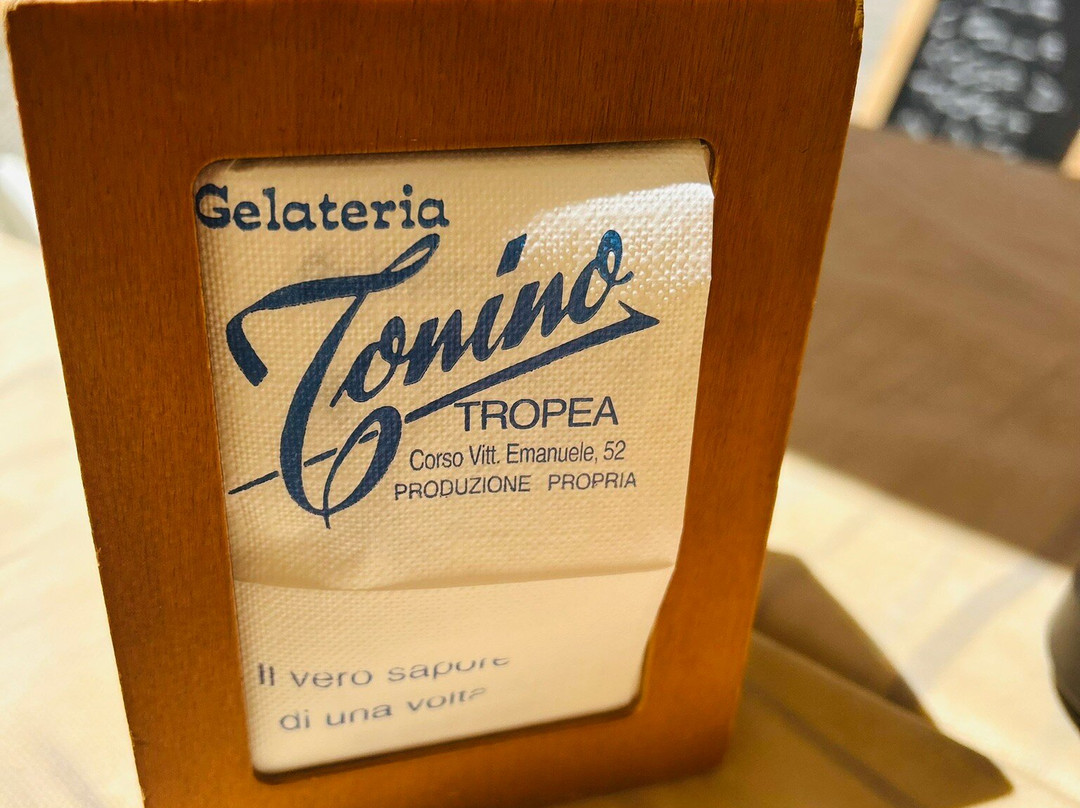 Gelateria
Tonino
TROPEA
Corso Vitt. Emanuele, 52
PRODUZIONE PROPRIA
Il vero sapore
di una volta